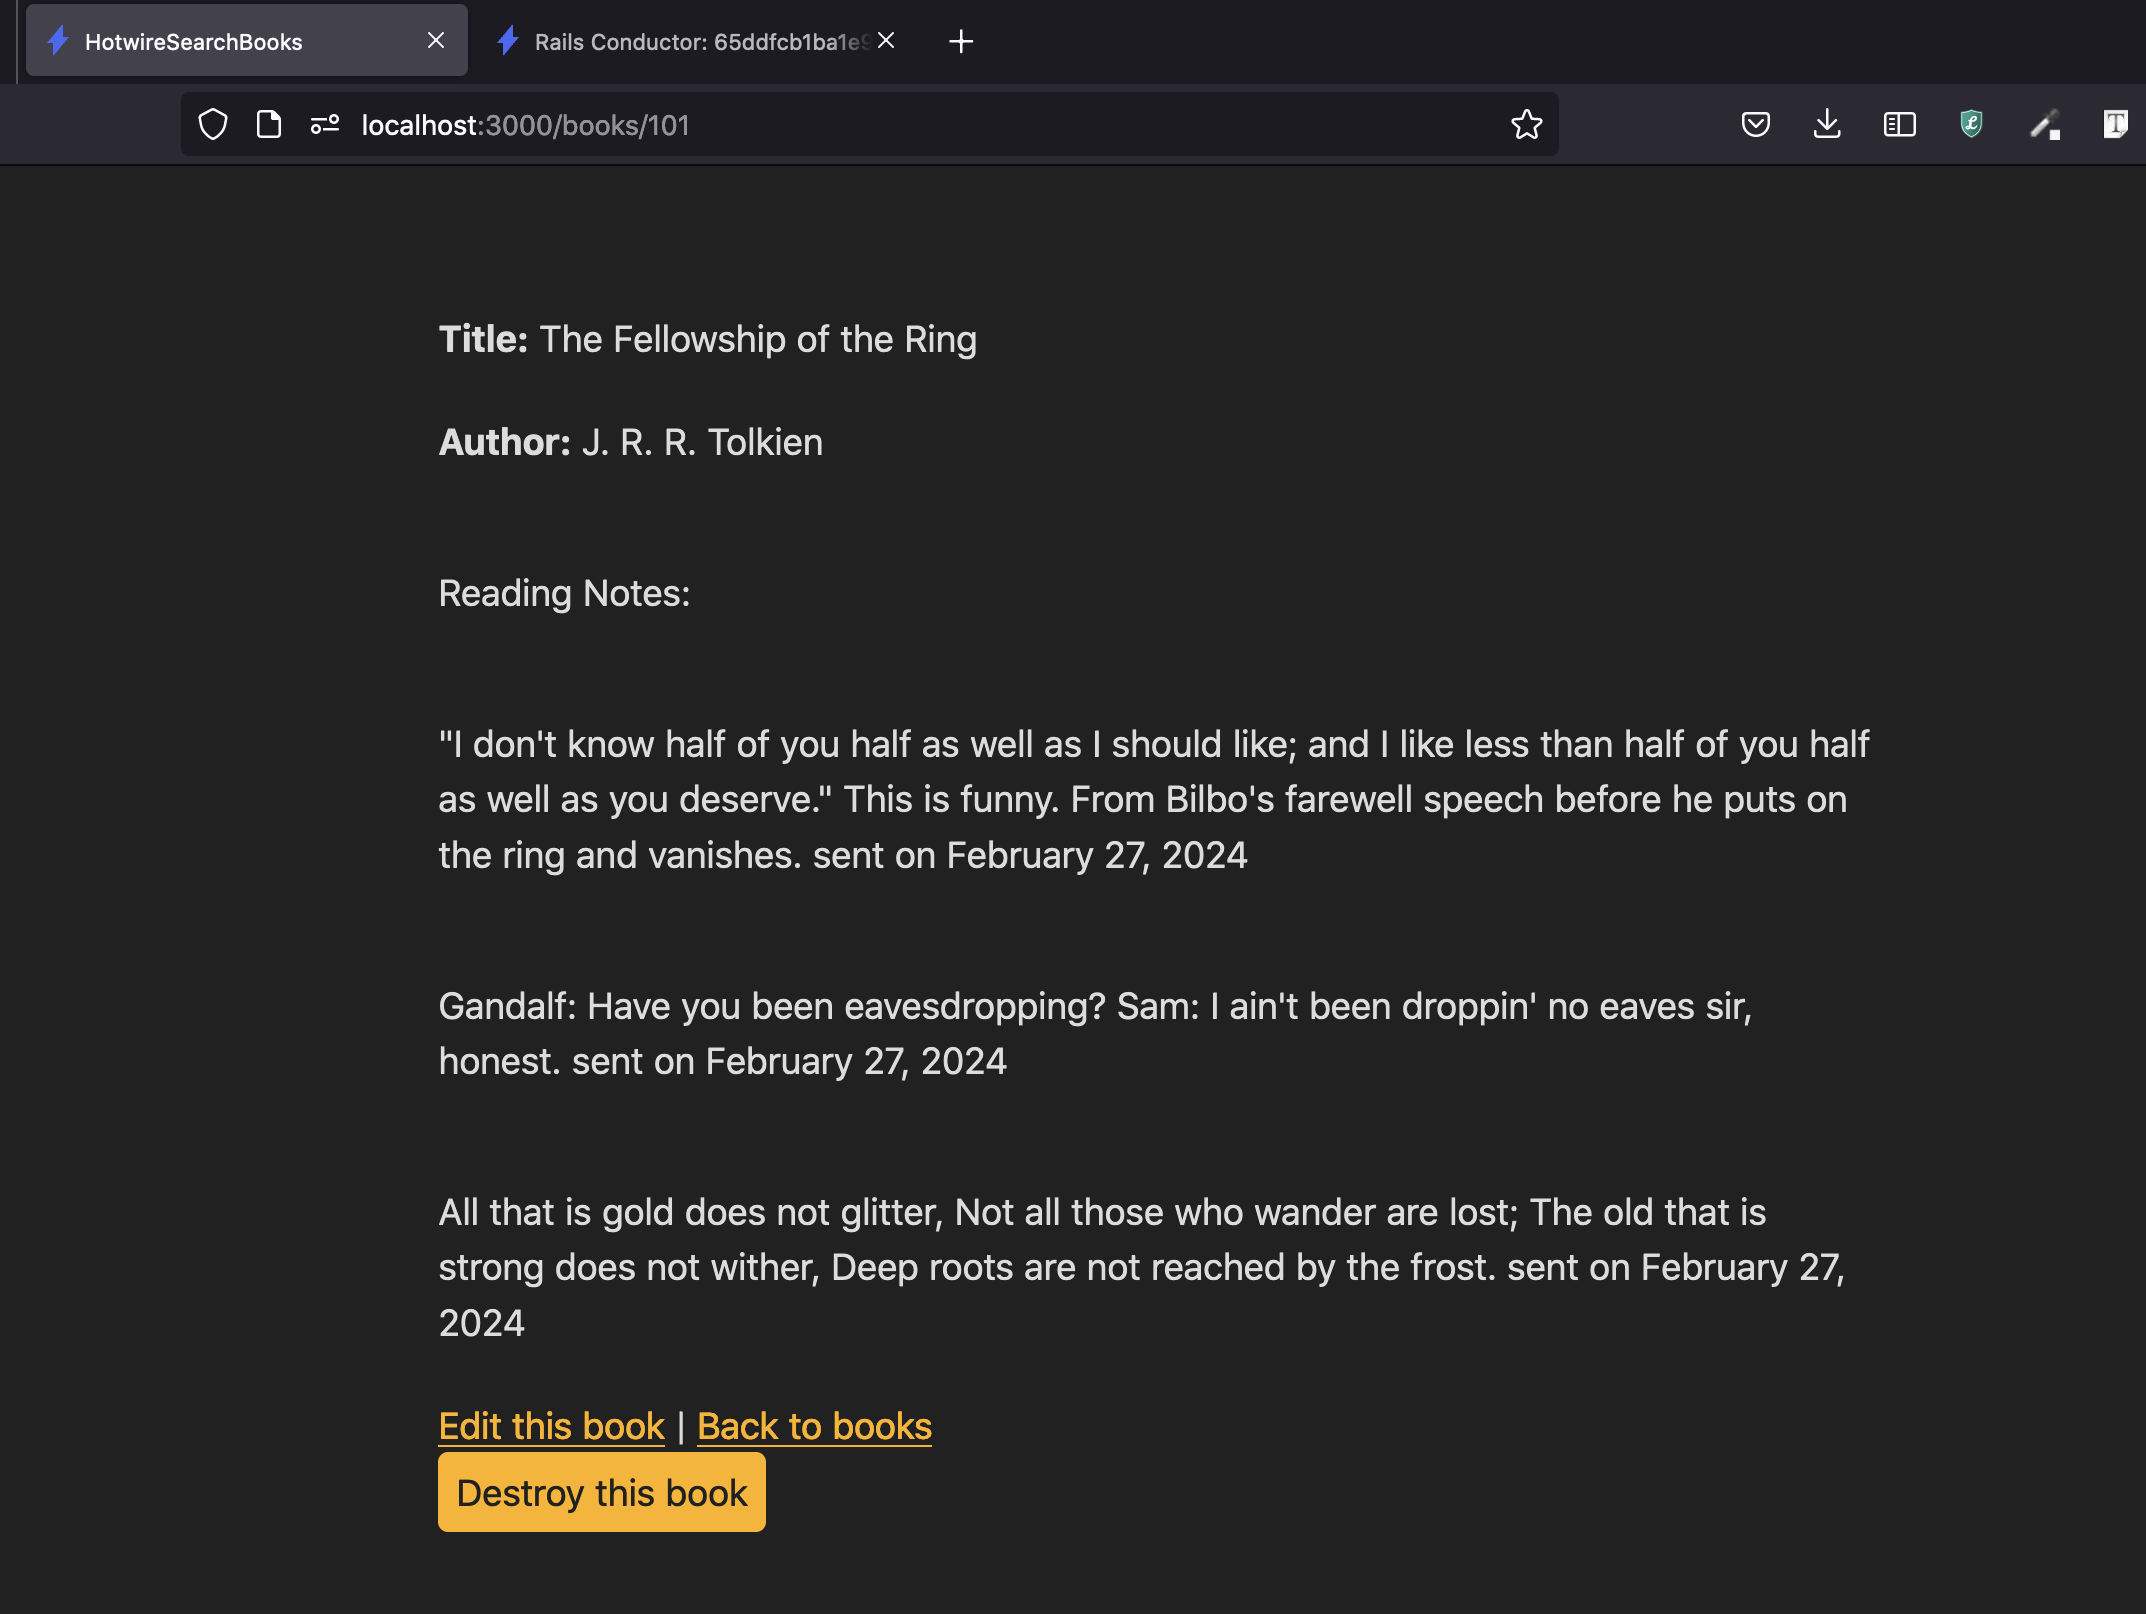 HotwireSearchBooks
Rails Conductor: 65ddfcb1ba1e9
localhost:3000/books/101
Title: The Fellowship of the Ring
Author: J. R. R. Tolkien
Reading Notes:
"I don't know half of you half as well as I should like; and I like less than half of you half
as well as you deserve." This is funny. From Bilbo's farewell speech before he puts on
the ring and vanishes. sent on February 27, 2024
Gandalf: Have you been eavesdropping? Sam: I ain't been droppin' no eaves sir,
honest. sent on February 27, 2024
All that is gold does not glitter, Not all those who wander are lost; The old that is
strong does not wither, Deep roots are not reached by the frost. sent on February 27,
2024
Edit this book | Back to books
Destroy this book